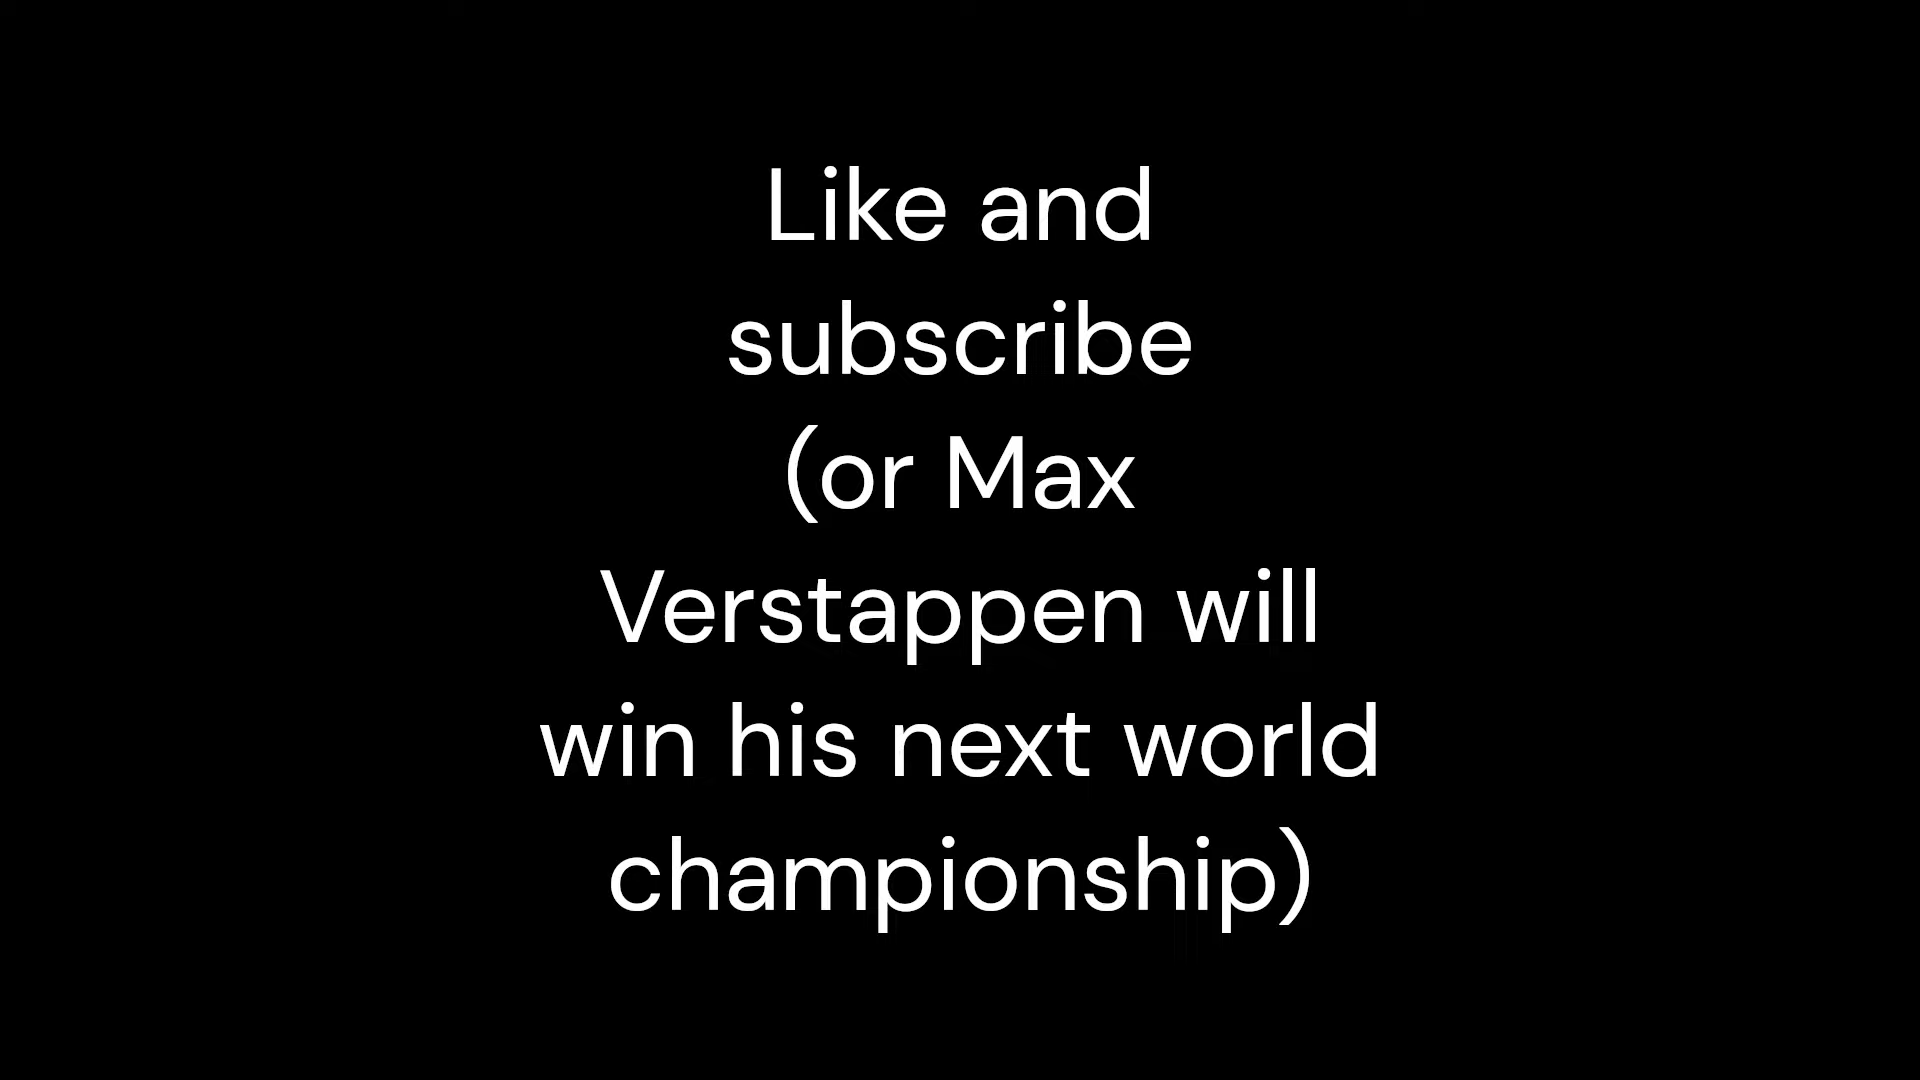 Like and
subscribe
(or Max
Verstappen will
win his next world
championship)